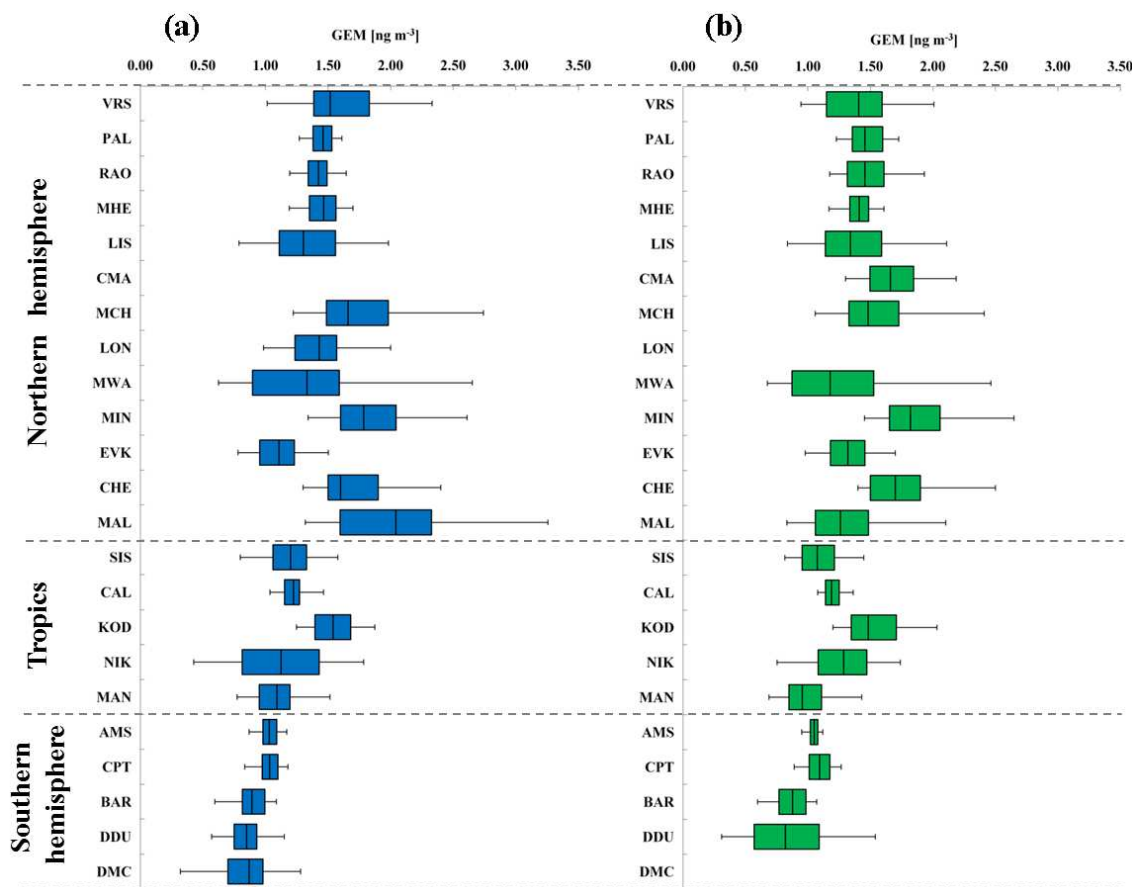 (a)
GEM [ng m-3]
0.00 0.50 1.00 1.50 2.00 2.50 3.00 3.50
(b)
GEM [ng m-3]
0.00 0.50 1.00 1.50 2.00 2.50 3.00 3.50
Northern hemisphere
VRS
PAL
RAO
MHE
LIS
CMA
MCH
LON
MWA
MIN
EVK
CHE
MAL
Tropics
SIS
CAL
KOD
NIK
MAN
Southern
hemisphere
AMS
CPT
BAR
DDU
DMC
VRS
PAL
RAO
MHE
LIS
CMA
MCH
LON
MWA
MIN
EVK
CHE
MAL
SIS
CAL
KOD
NIK
MAN
AMS
CPT
BAR
DDU
DMC